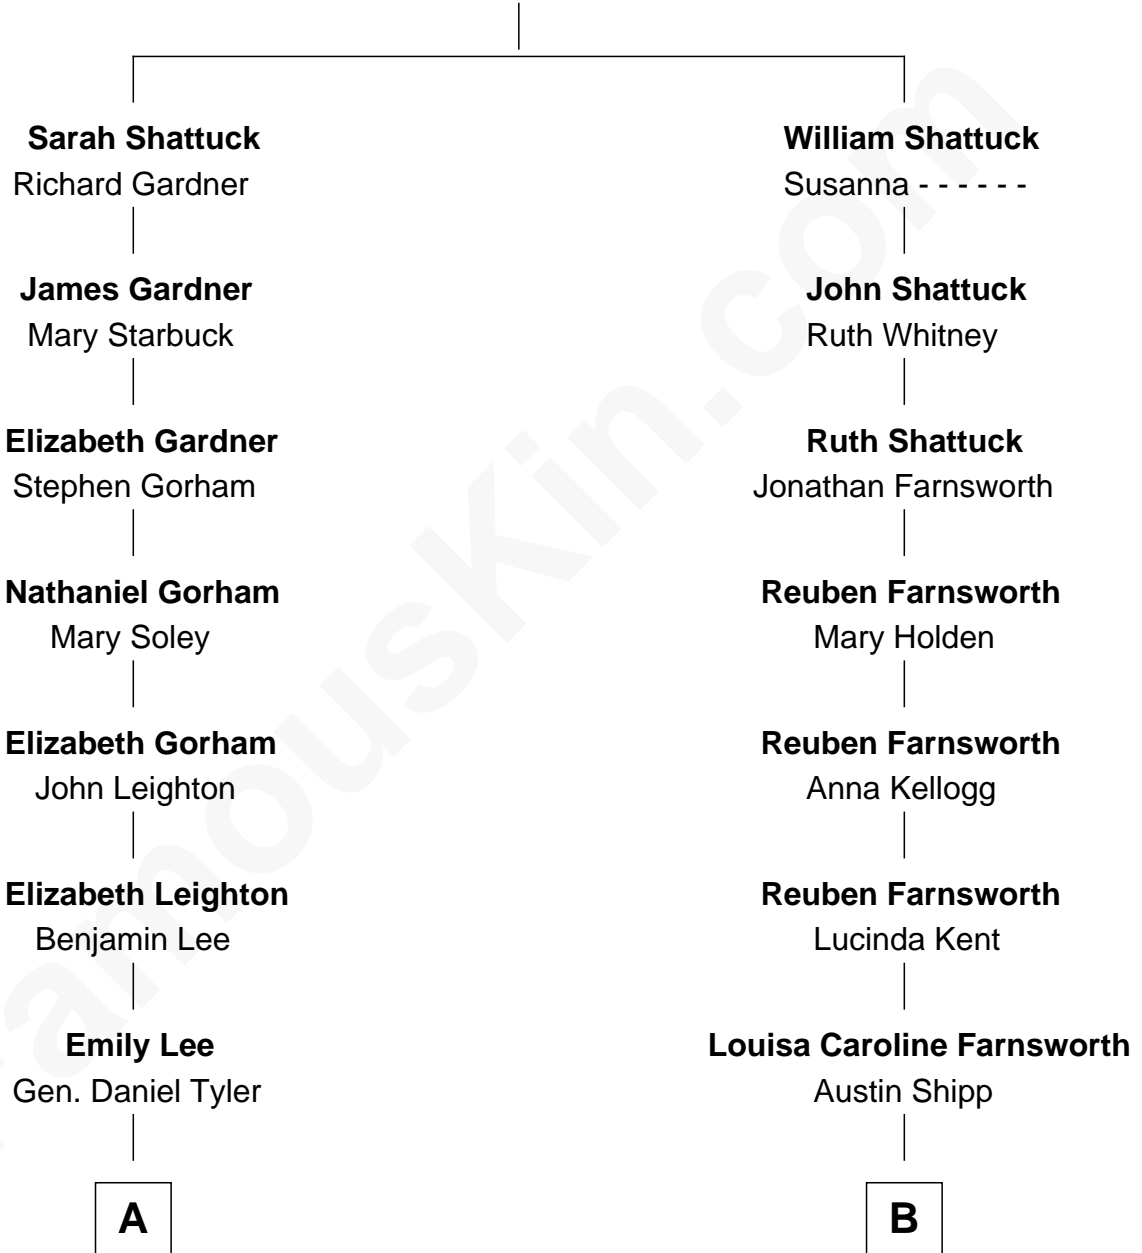 Sarah Shattuck
Richard Gardner
James Gardner
Mary Starbuck
Elizabeth Gardner
Stephen Gorham
Nathaniel Gorham
Mary Soley
Elizabeth Gorham
John Leighton
Elizabeth Leighton
Benjamin Lee
Emily Lee
Gen. Daniel Tyler
A
William Shattuck
Susanna - - - - - -
John Shattuck
Ruth Whitney
Ruth Shattuck
Jonathan Farnsworth
Reuben Farnsworth
Mary Holden
Reuben Farnsworth
Anna Kellogg
Reuben Farnsworth
Lucinda Kent
Louisa Caroline Farnsworth
Austin Shipp
B
FamousKin.com